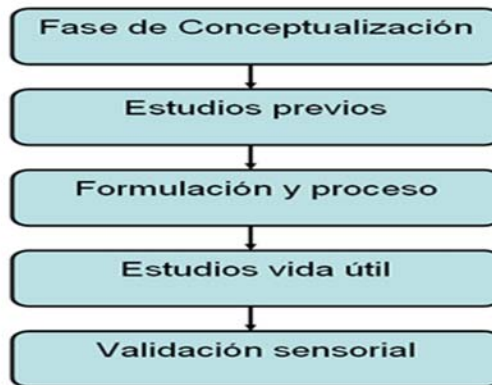 Fase de Conceptualización
Estudios previos
Formulación y proceso
Estudios vida útil
Validación sensorial